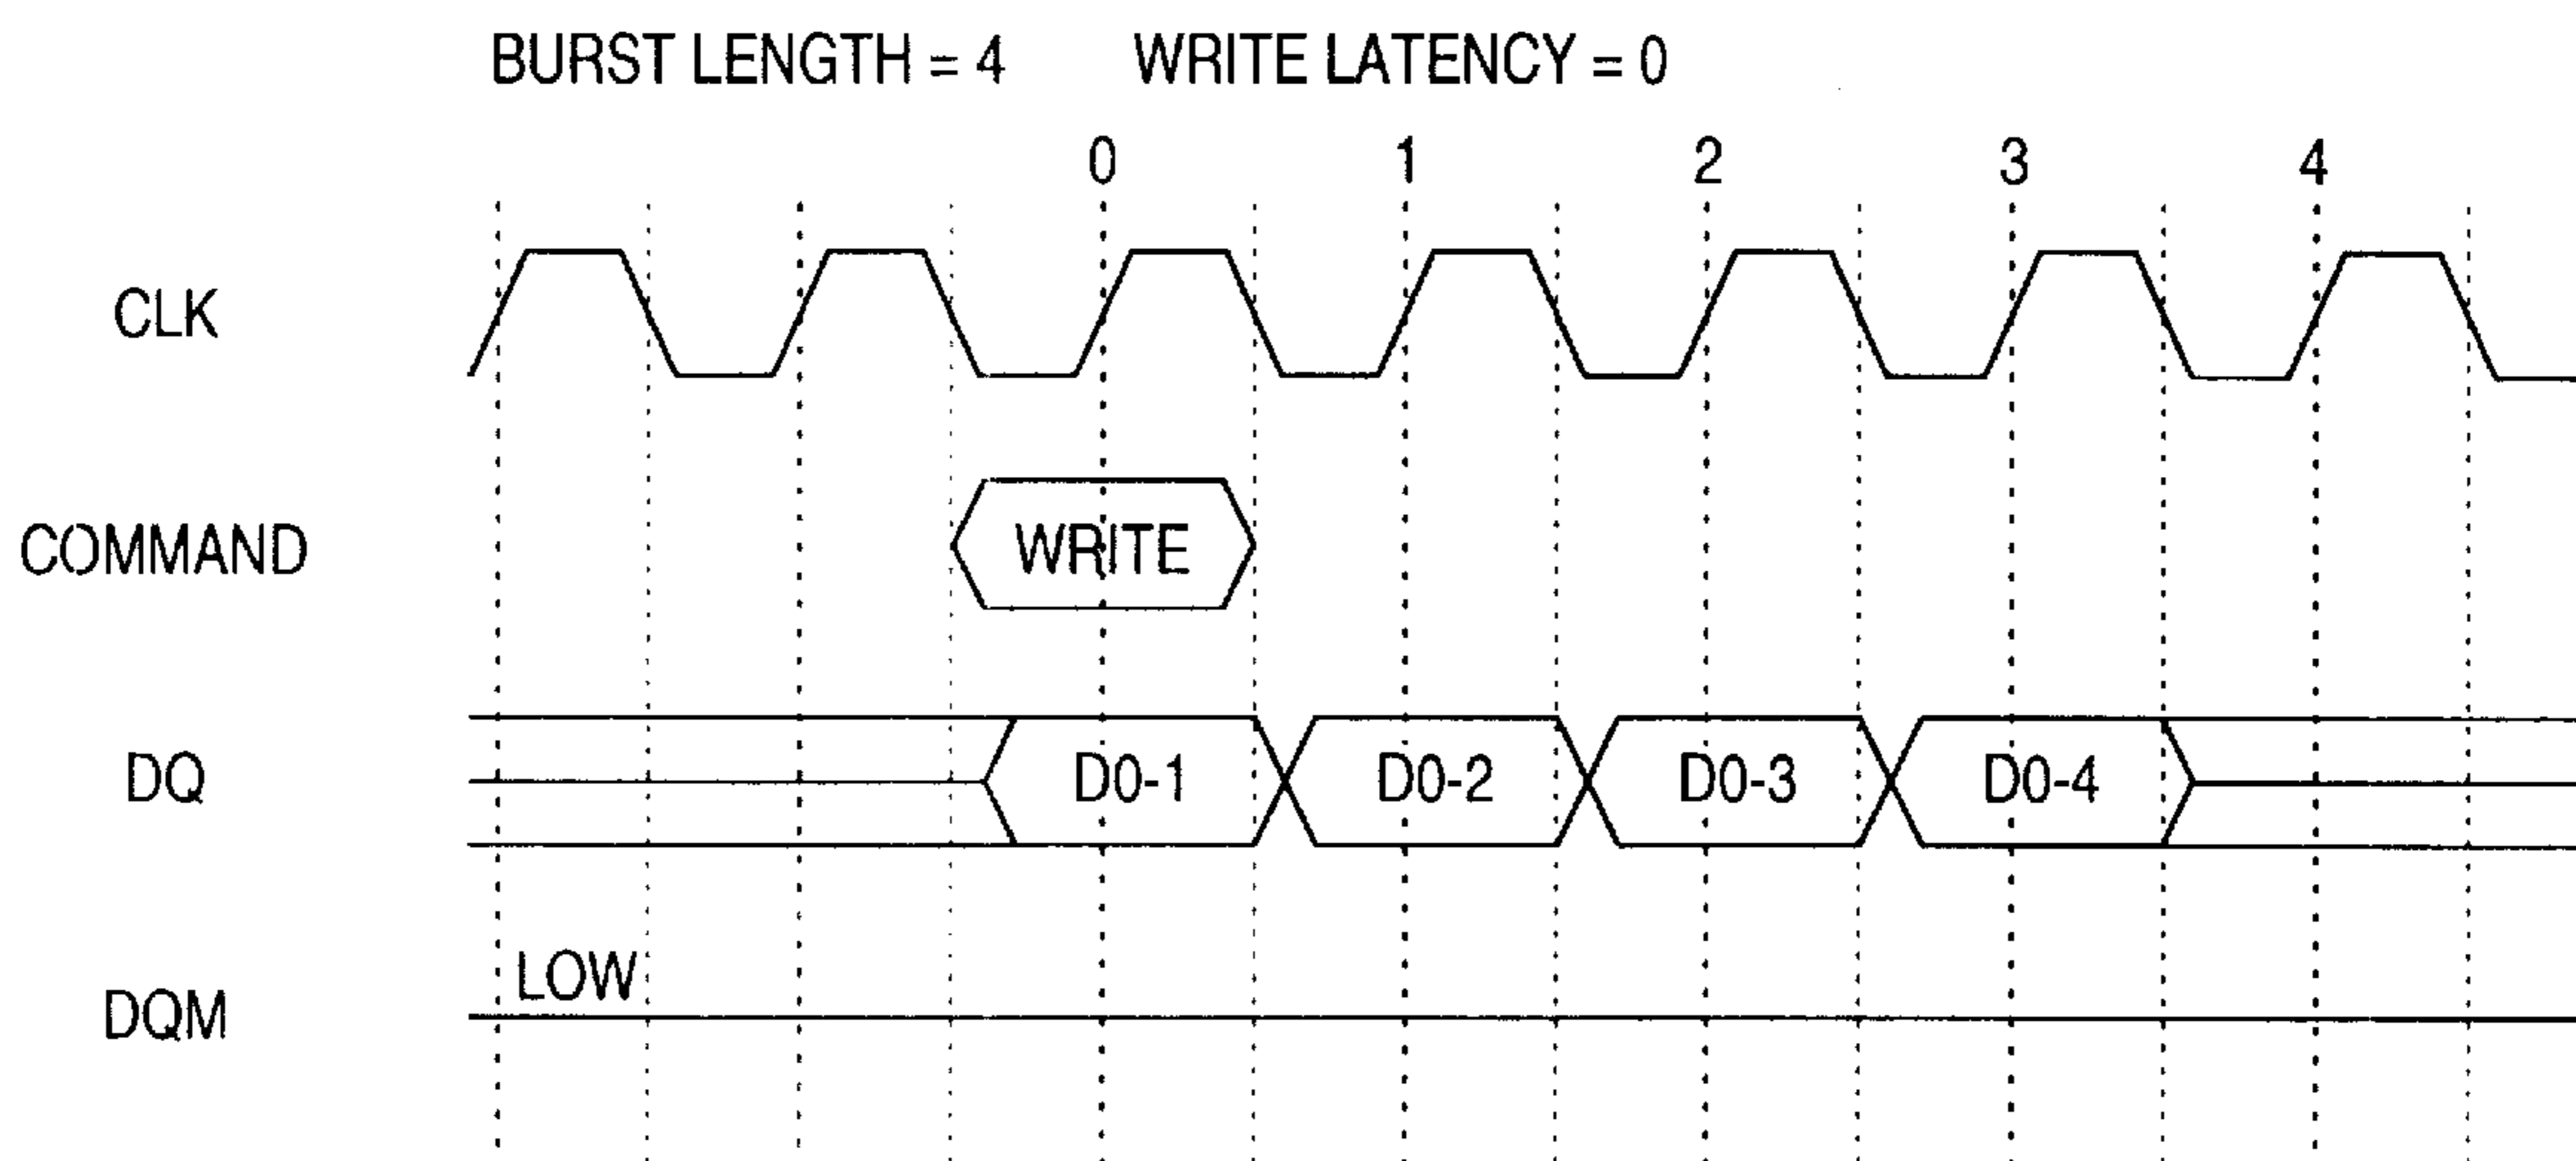 BURST LENGTH = 4 WRITE LATENCY = 0
0 1 2 3 4
CLK
COMMAND WRITE
DQ D0-1 D0-2 D0-3 D0-4
LOW
DQM